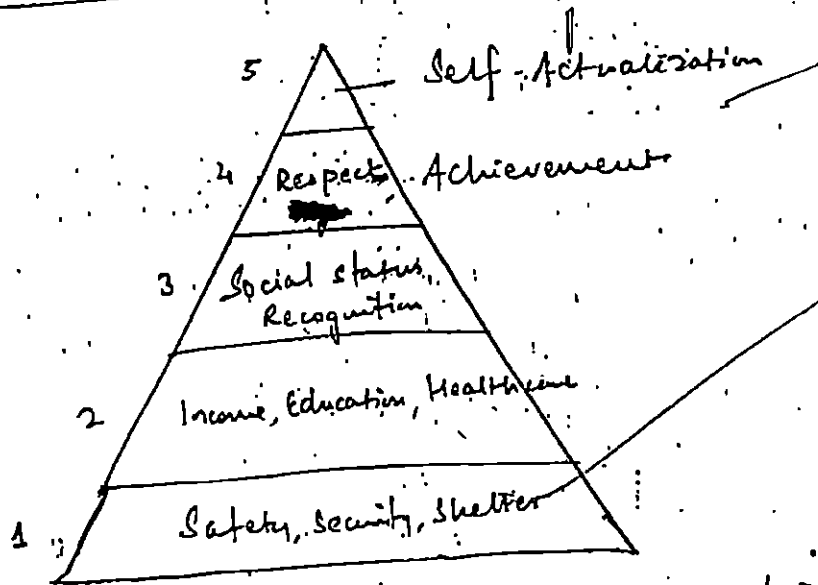 5 Self-Actualization
4 Respect, Achievement
3 Social status,
Recognition
2 Income, Education, Healthcare
1 Safety, Security, Shelter